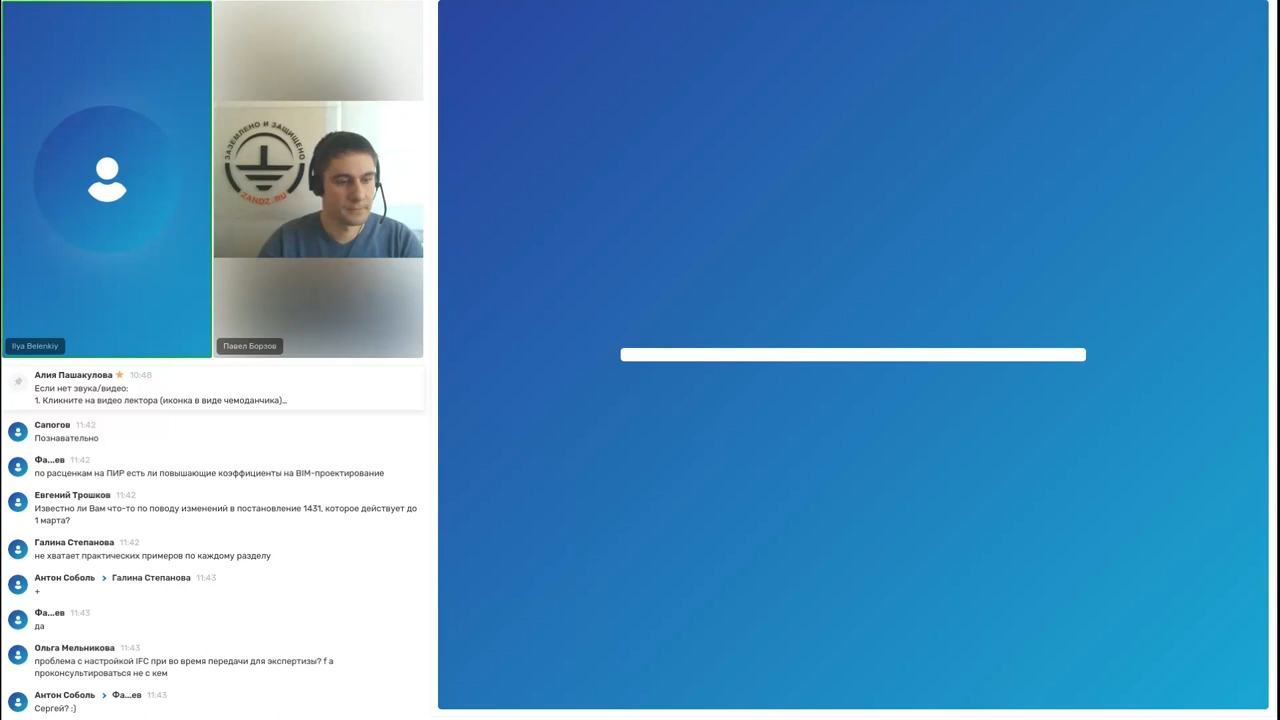 ЗАЗЕМЛЕНО И ЗАЩИЩЕНО
ZANDZ.RU
Ilya Belenkiy
Павел Борзов
Алия Пашакулова 10:48
Если нет звука/видео:
1. Кликните на видео лектора (иконка в виде чемоданчика)…
Сапогов 11:42
Познавательно
Фа...ев 11:42
по расценкам на ПИР есть ли повышающие коэффициенты на BIM-проектирование
Евгений Трошков 11:42
Известно ли Вам что-то по поводу изменений в постановление 1431, которое действует до
1 марта?
Галина Степанова 11:42
не хватает практических примеров по каждому разделу
Антон Соболь > Галина Степанова 11:43
+
Фа...ев 11:43
да
Ольга Мельникова 11:43
проблема с настройкой IFC при во время передачи для экспертизы? f а
проконсультироваться не с кем
Антон Соболь > Фа...ев 11:43
Сергей? :)